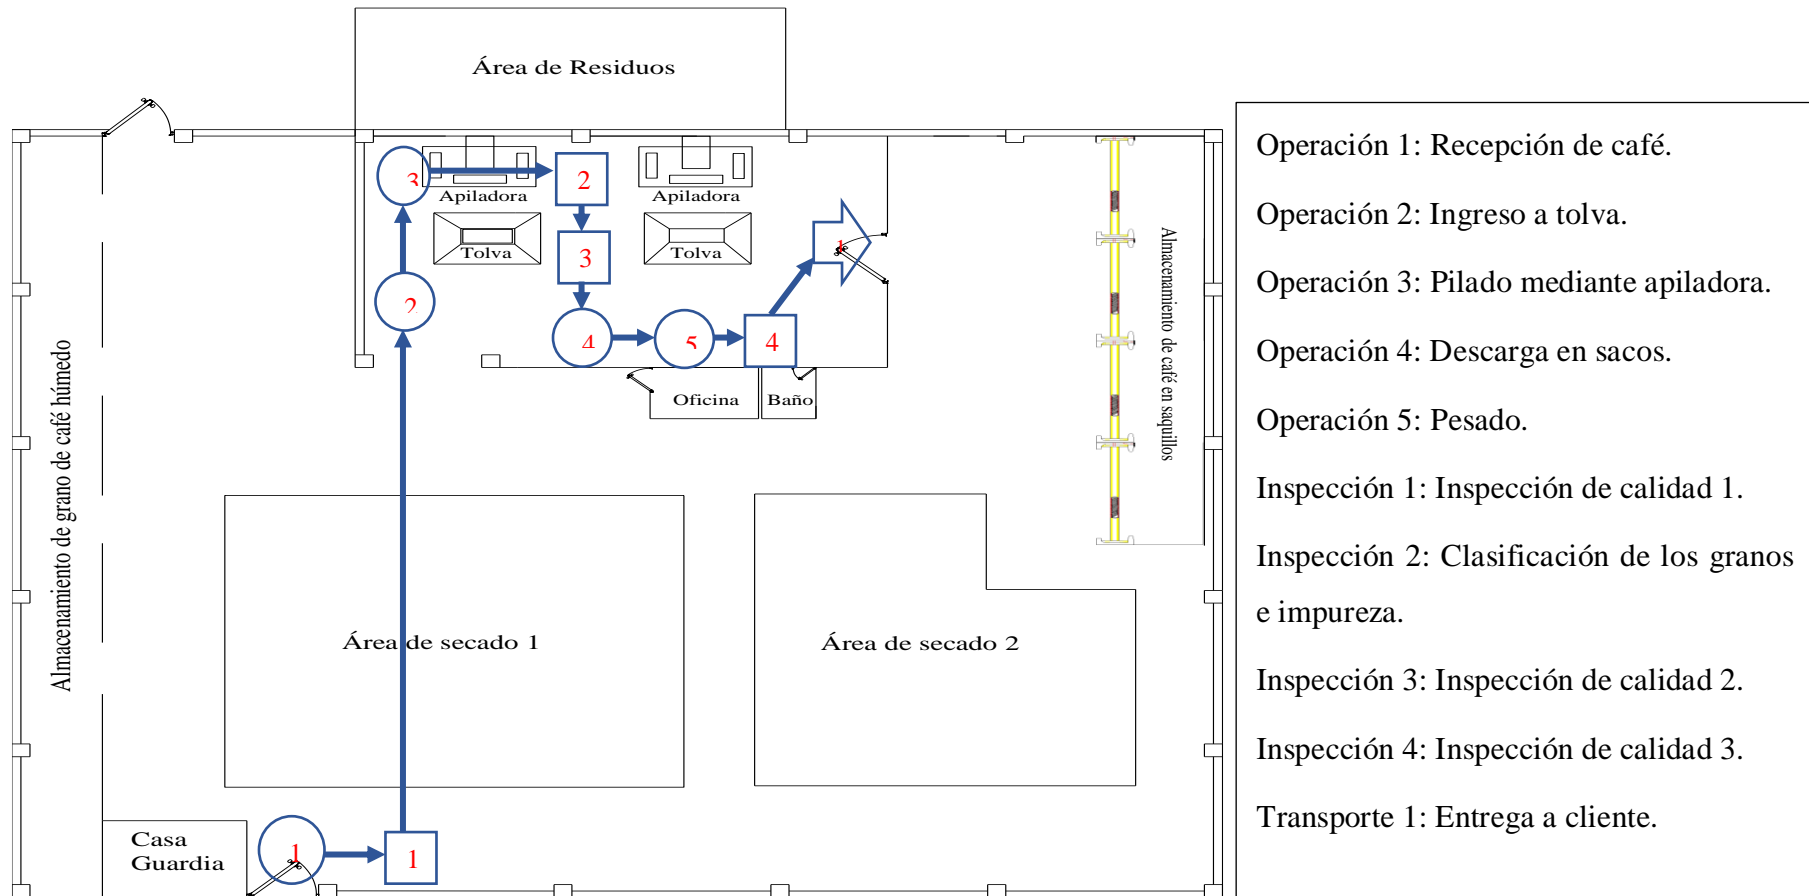 Área de Residuos
3
2
Apiladora
Apiladora
Tolva
Tolva
3
1
2
4
5
4
Oficina
Baño
Almacenamiento de grano de café húmedo
Almacenamiento de café en saquillos
Área de secado 1
Área de secado 2
Casa
Guardia
1
1
Operación 1: Recepción de café.
Operación 2: Ingreso a tolva.
Operación 3: Pilado mediante apiladora.
Operación 4: Descarga en sacos.
Operación 5: Pesado.
Inspección 1: Inspección de calidad 1.
Inspección 2: Clasificación de los granos
e impureza.
Inspección 3: Inspección de calidad 2.
Inspección 4: Inspección de calidad 3.
Transporte 1: Entrega a cliente.